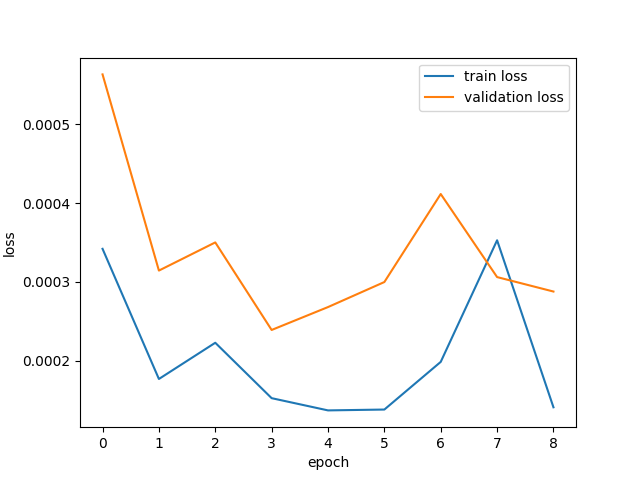 train loss
validation loss
0.0005
0.0004
0.0003
0.0002
loss
0 1 2 3 4 5 6 7 8
epoch